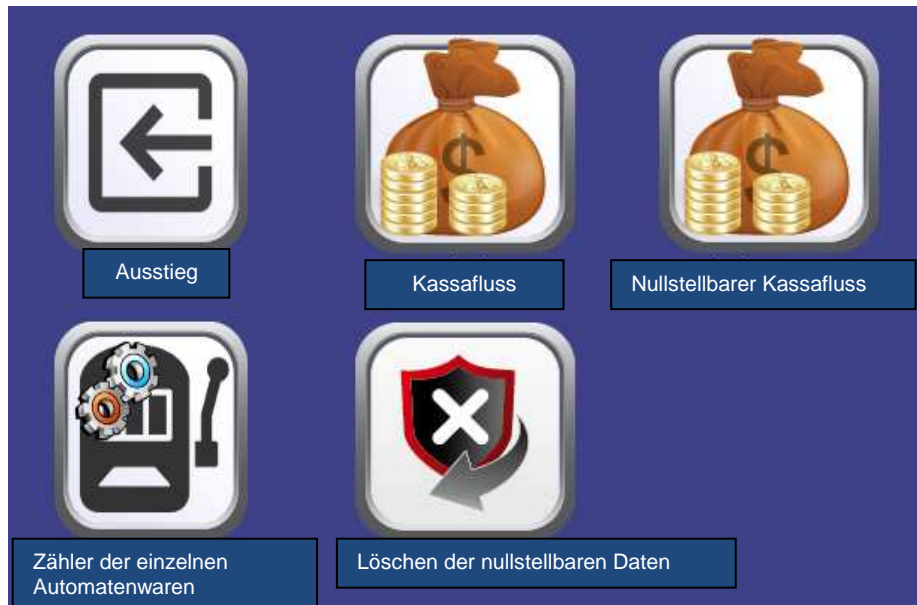 Ausstieg
Kassafluss
Nullstellbarer Kassafluss
Zähler der einzelnen
Automatenwaren
Löschen der nullstellbaren Daten